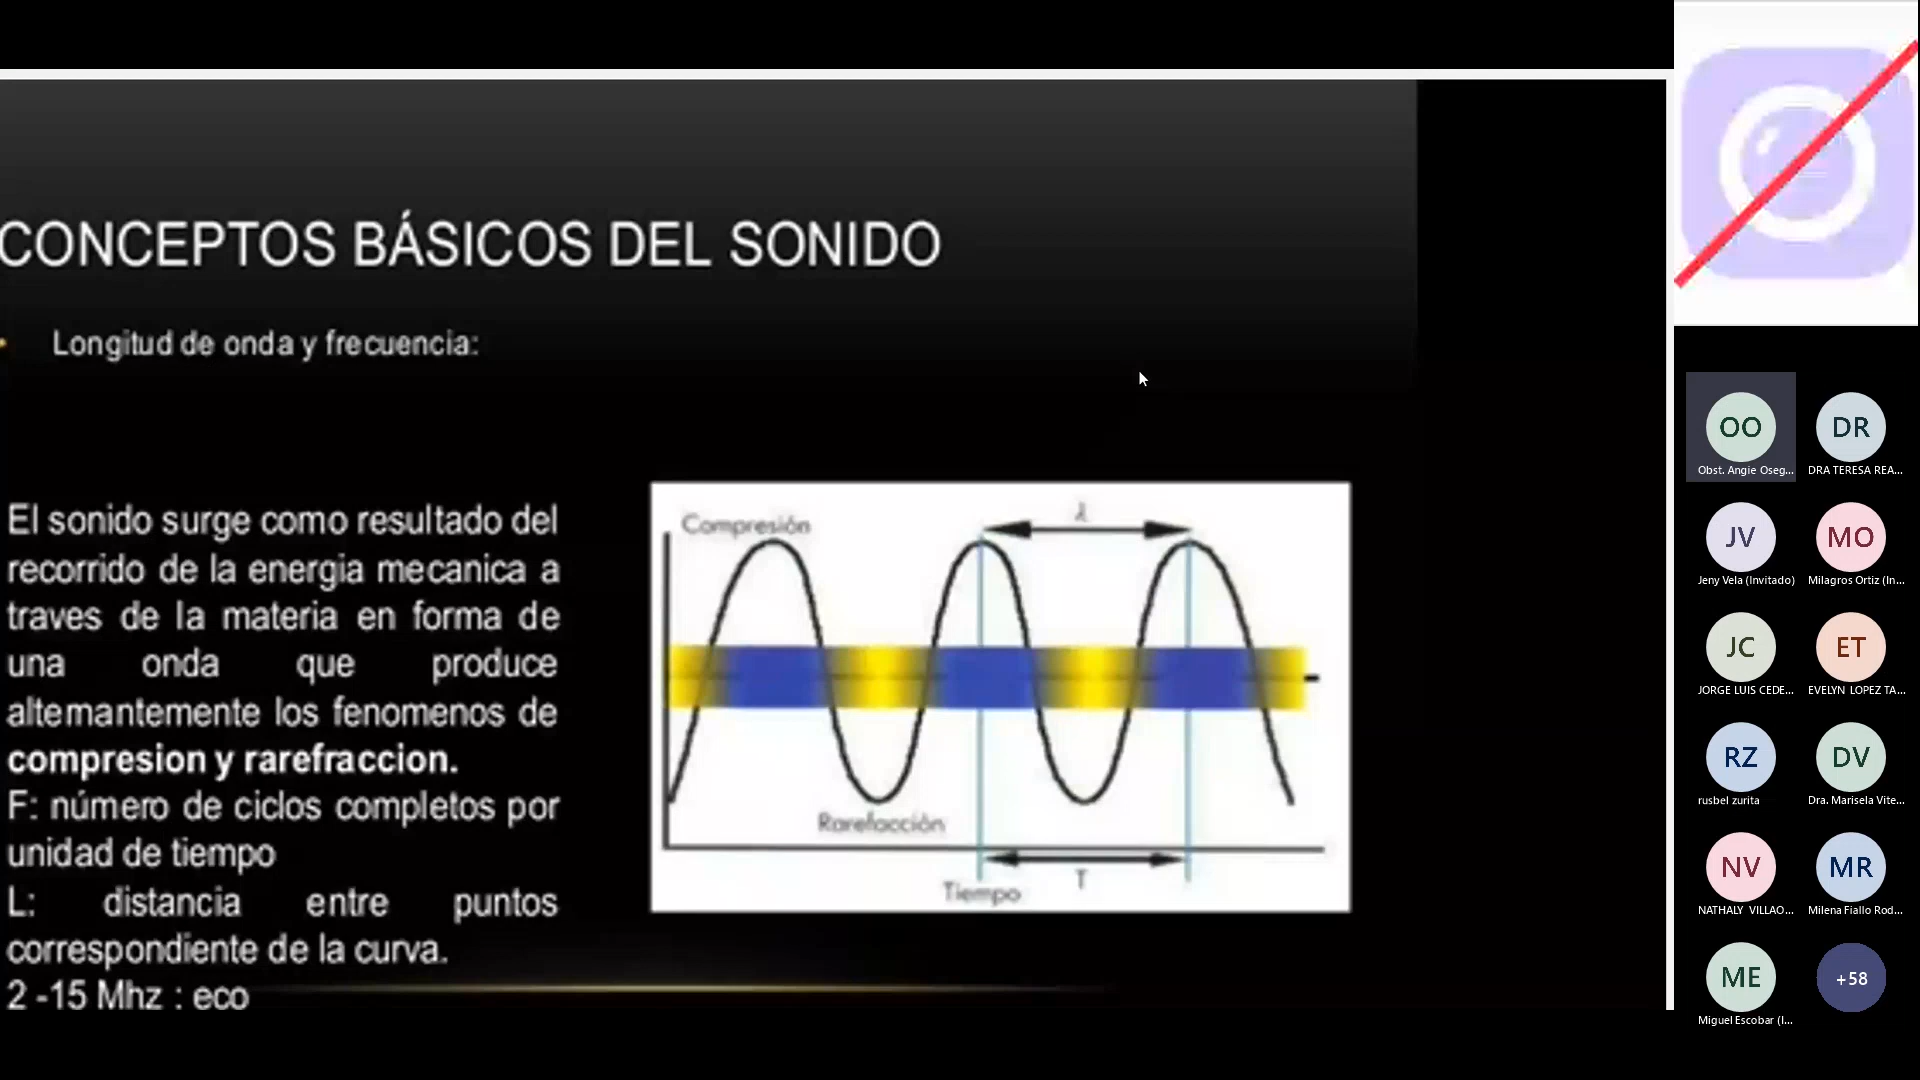 CONCEPTOS BÁSICOS DEL SONIDO
Longitud de onda y frecuencia:
El sonido surge como resultado del
recorrido de la energia mecanica a
traves de la materia en forma de
una onda que produce
alternantemente los fenomenos de
compresion y rarefraccion.
F: número de ciclos completos por
unidad de tiempo
L: distancia entre puntos
correspondiente de la curva.
2 -15 Mhz : eco
Compresión
λ
Rarefacción
Tiempo
T
OO
Obst. Angie Oseg...
DR
DRA TERESA REA...
JV
Jeny Vela (Invitado)
MO
Milagros Ortiz (In...
JC
JORGE LUIS CEDE...
ET
EVELYN LOPEZ TA...
RZ
rusbel zurita
DV
Dra. Marisela Vite...
NV
NATHALY VILLAO...
MR
Milena Fiallo Rod...
ME
Miguel Escobar (I...
+58